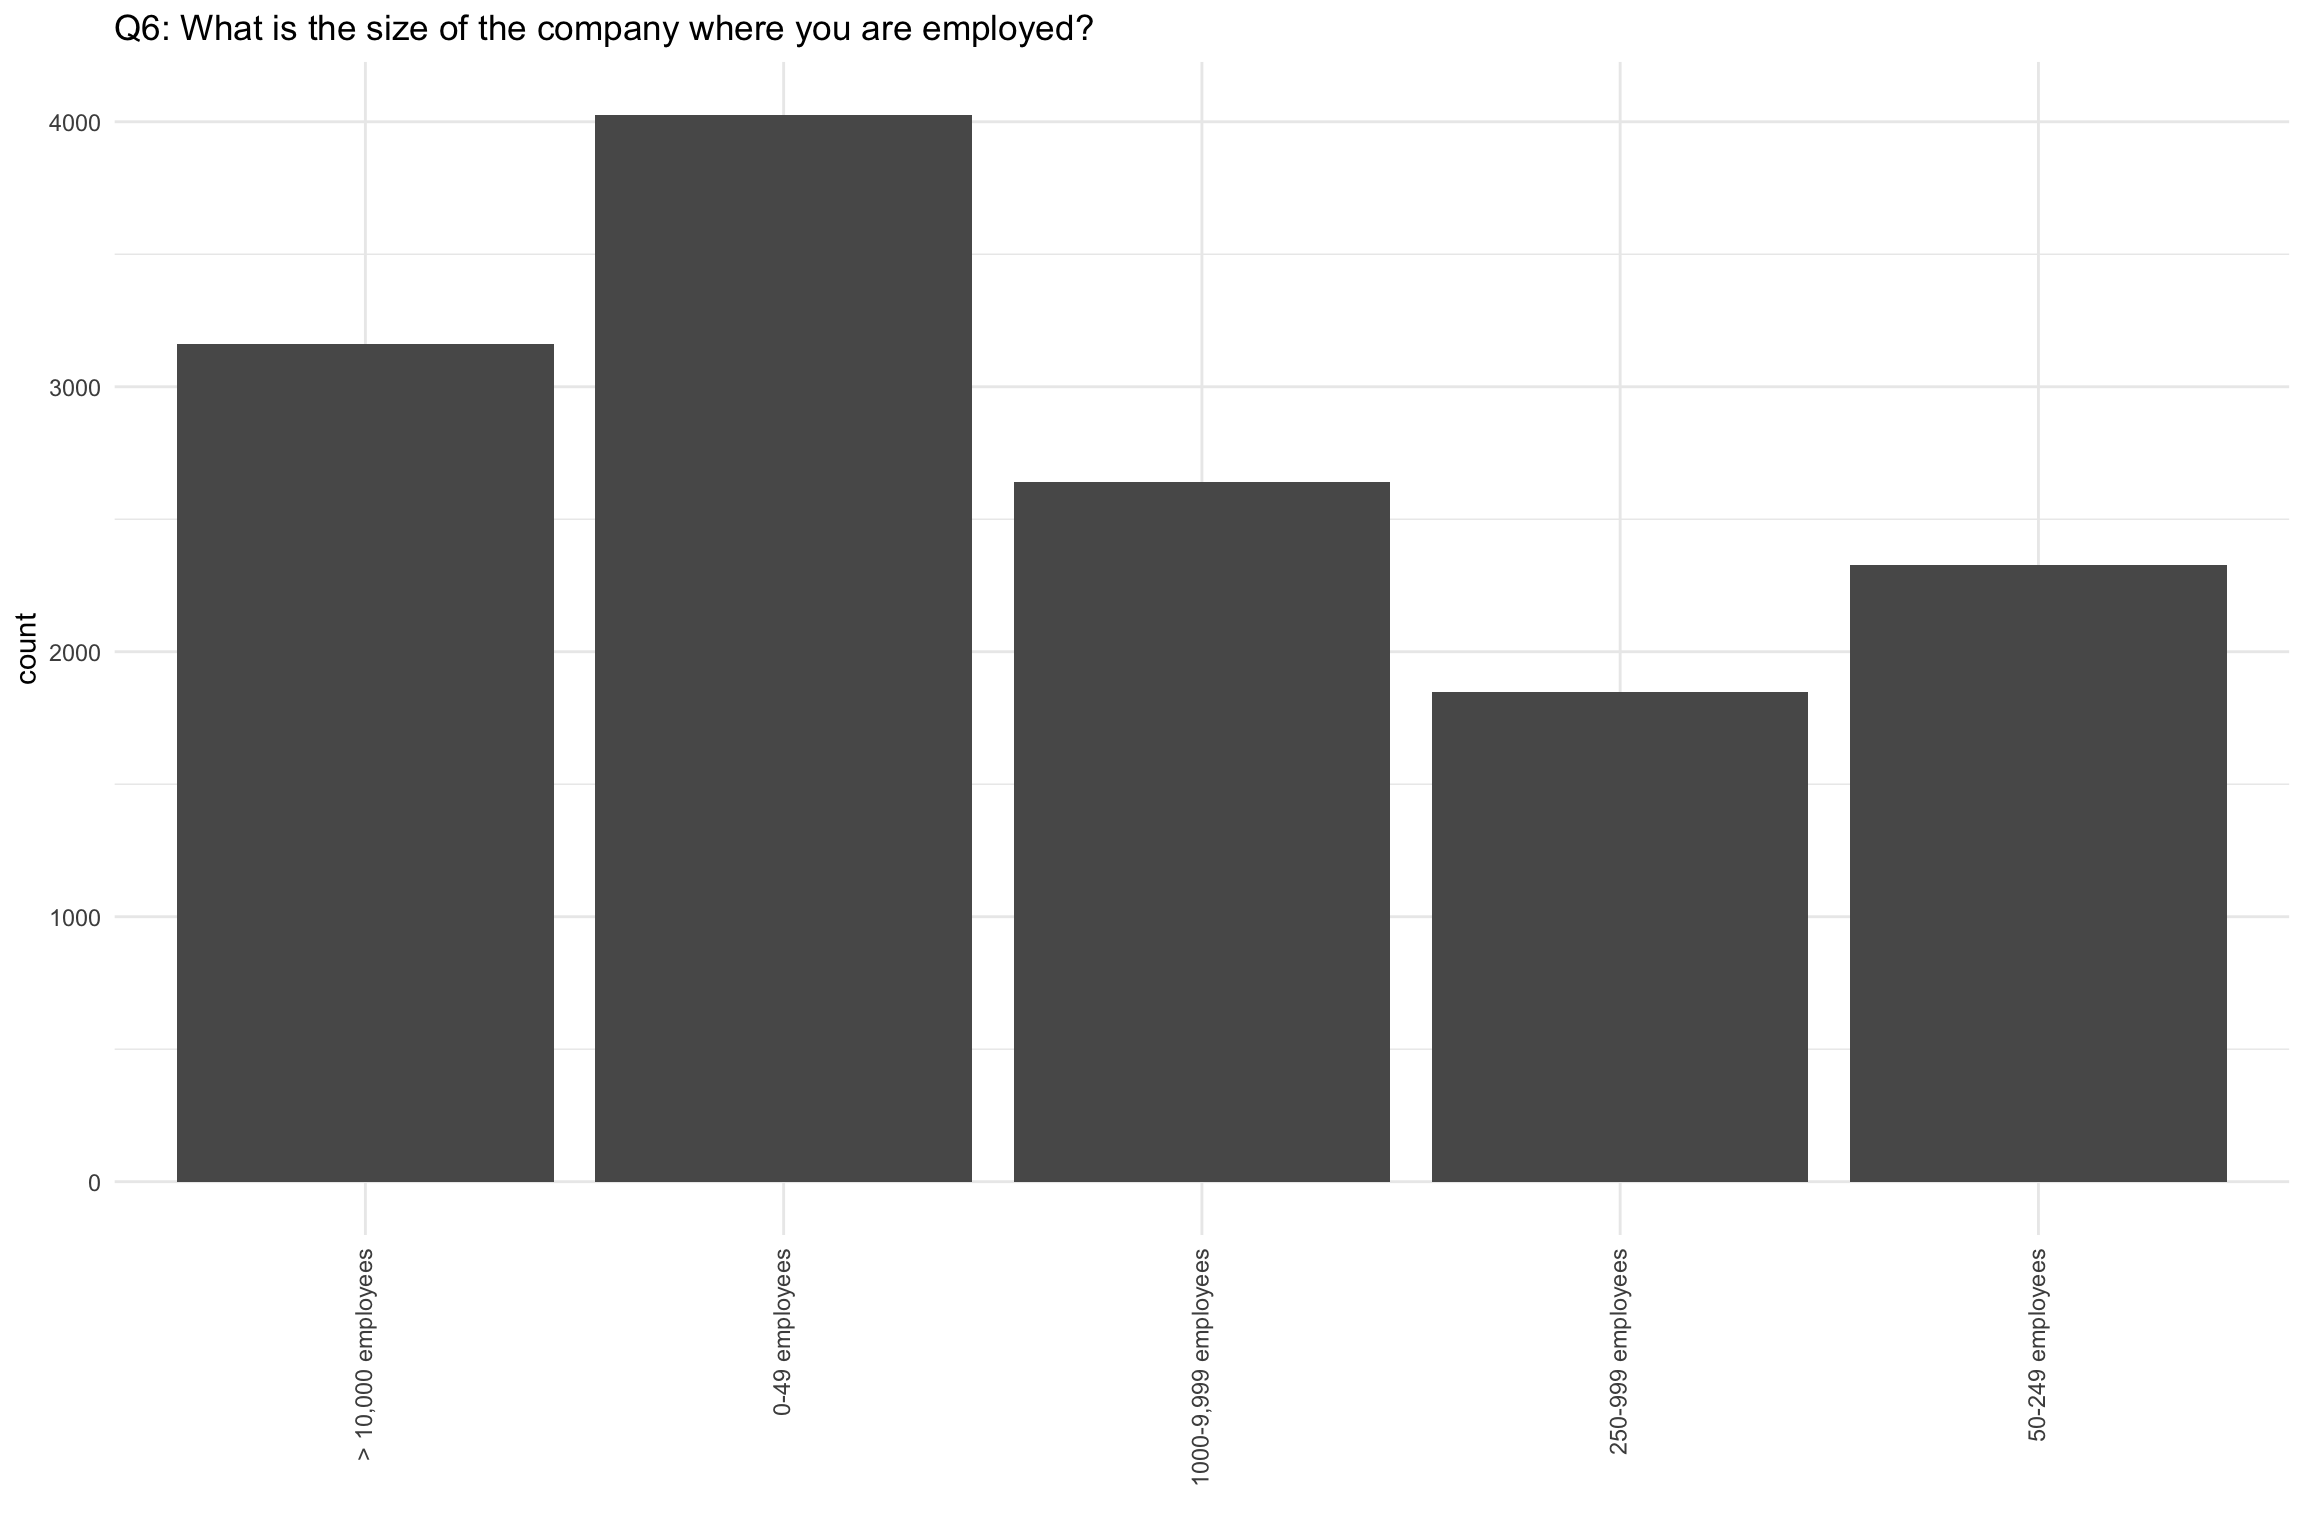 Q6: What is the size of the company where you are employed?
count
4000
3000
2000
1000
0
> 10,000 employees
0-49 employees
1000-9,999 employees
250-999 employees
50-249 employees